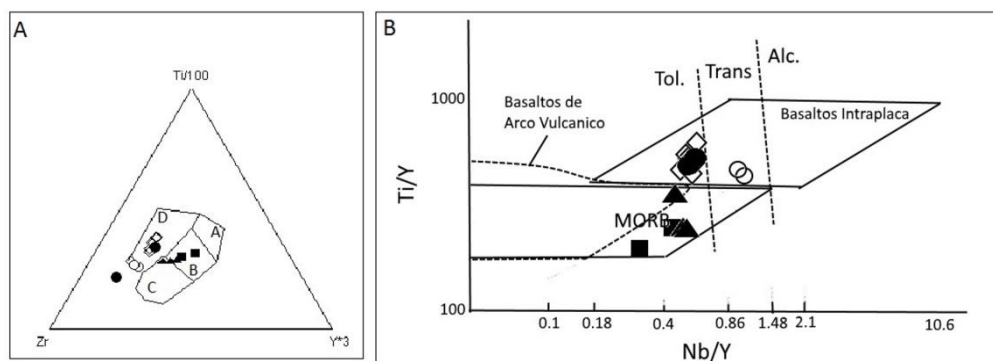 A
Ti/100
D
A
B
C
Zr
Y*3
B
Tol.
Trans
Alc.
1000
Basaltos de
Arco Vulcanico
Basaltos Intraplaca
Ti/Y
MORB
100
0.1
0.18
0.4
0.86
1.48
2.1
10.6
Nb/Y